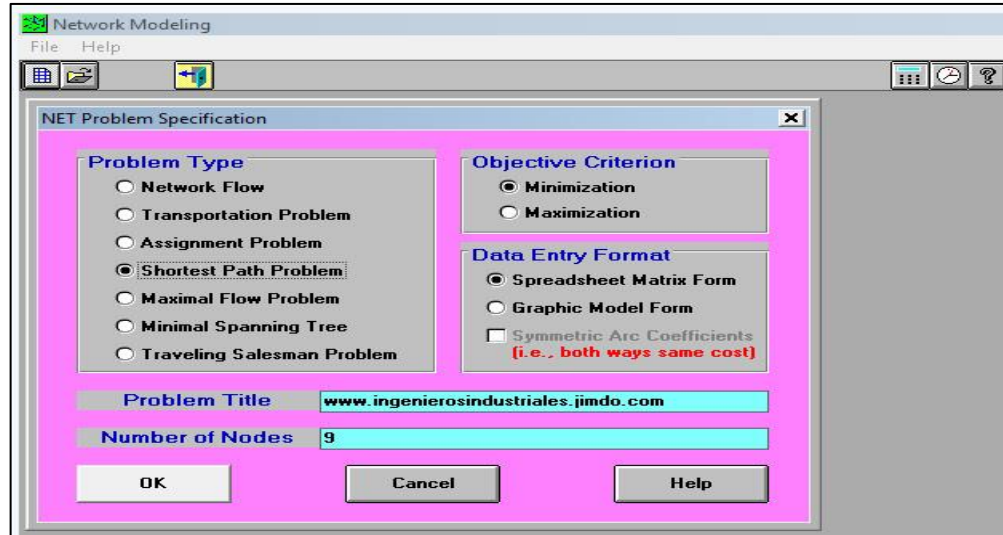 Network Modeling
File Help
NET Problem Specification
Problem Type
Network Flow
Transportation Problem
Assignment Problem
Shortest Path Problem
Maximal Flow Problem
Minimal Spanning Tree
Traveling Salesman Problem
Objective Criterion
Minimization
Maximization
Data Entry Format
Spreadsheet Matrix Form
Graphic Model Form
Symmetric Arc Coefficients
(i.e., both ways same cost)
Problem Title www.ingenierosindustriales.jimdo.com
Number of Nodes 9
OK Cancel Help